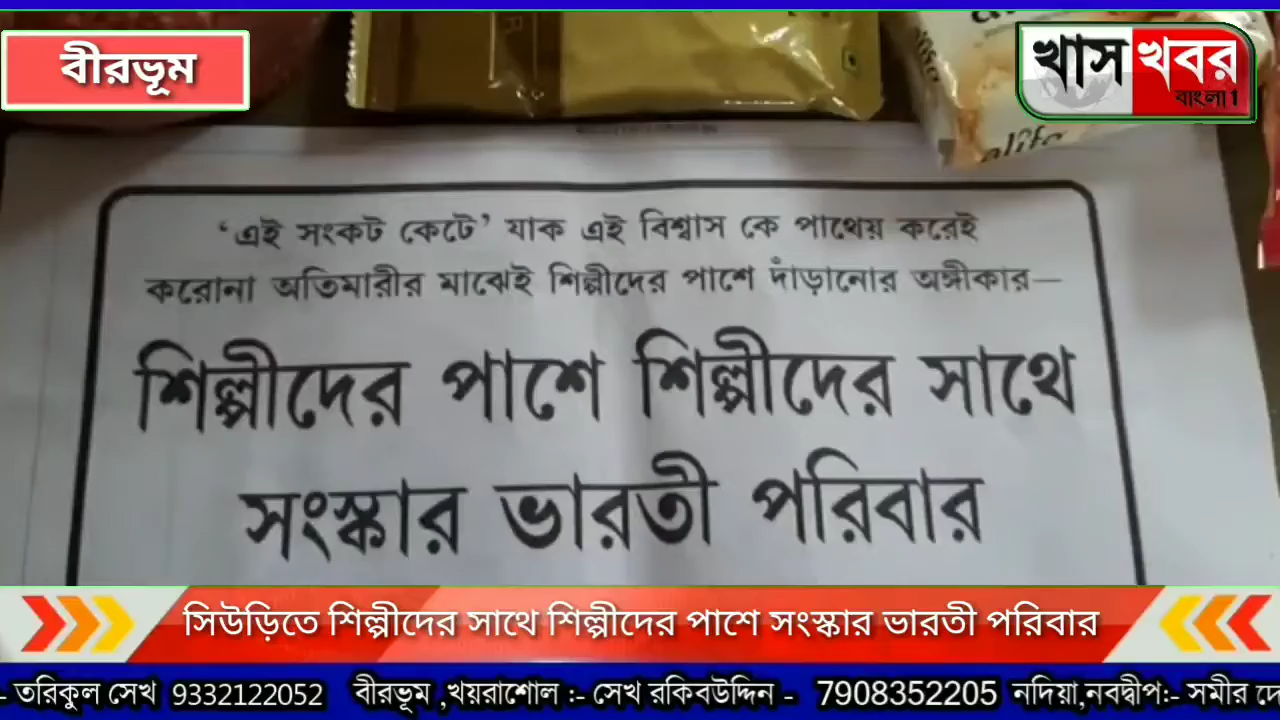 বীরভূম
খাস খবর
বাংলা 1
alifa
‘এই সংকট কেটে’ যাক এই বিশ্বাস কে পাথেয় করেই
করোনা অতিমারীর মাঝেই শিল্পীদের পাশে দাঁড়ানোর অঙ্গীকার—
শিল্পীদের পাশে শিল্পীদের সাথে
সংস্কার ভারতী পরিবার
সিউড়িতে শিল্পীদের সাথে শিল্পীদের পাশে সংস্কার ভারতী পরিবার
- তরিকুল সেখ 9332122052 বীরভূম ,খয়রাশোল :- সেখ রকিবউদ্দিন - 7908352205 নদিয়া,নবদ্বীপ:- সমীর দে